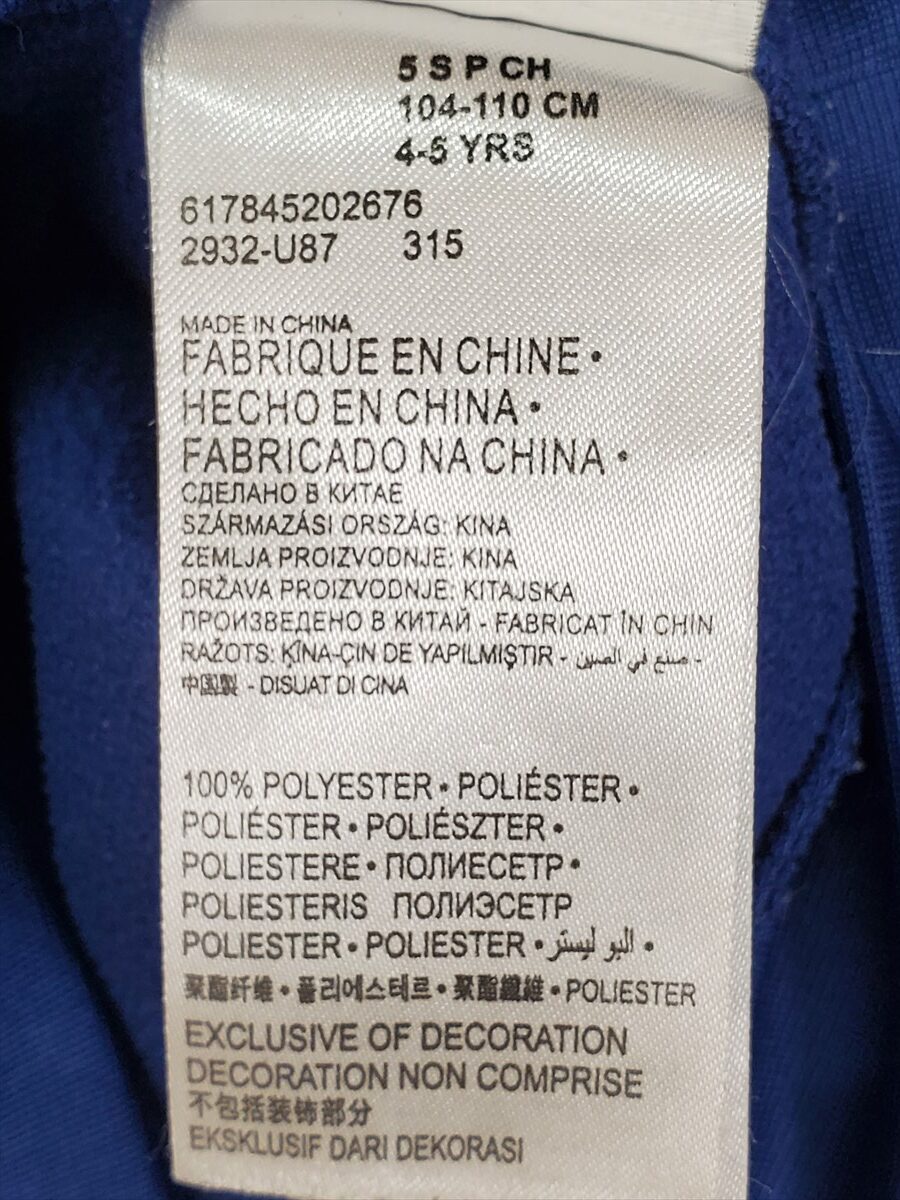 5 S P CH
104-110 CM
4-5 YRS
617845202676
2932-U87 315
MADE IN CHINA
FABRIQUE EN CHINE •
HECHO EN CHINA •
FABRICADO NA CHINA •
СДЕЛАНО В КИТАЕ
SZÁRMAZÁSI ORSZÁG: KINA
ZEMLJA PROIZVODNJE: KINA
DRŽAVA PROIZVODNJE: KITAJSKA
ПРОИЗВЕДЕНО В КИТАЙ - FABRICAT ÎN CHIN
RAŽOTS: ĶĪNA-ÇIN DE YAPILMIŞTIR - صنع في الصين -
中国製 - DISUAT DI CINA
100% POLYESTER • POLIÉSTER •
POLIÉSTER • POLIÉSZTER •
POLIESTERE • ПОЛИЕСЕТР •
POLIESTERIS ПОЛИЭСЕТР
POLIESTER • POLIESTER • البو ليستر •
聚酯纤维 • 폴리에스테르 • 聚酯纖維 • POLIESTER
EXCLUSIVE OF DECORATION
DECORATION NON COMPRISE
不包括装饰部分
EKSKLUSIF DARI DEKORASI